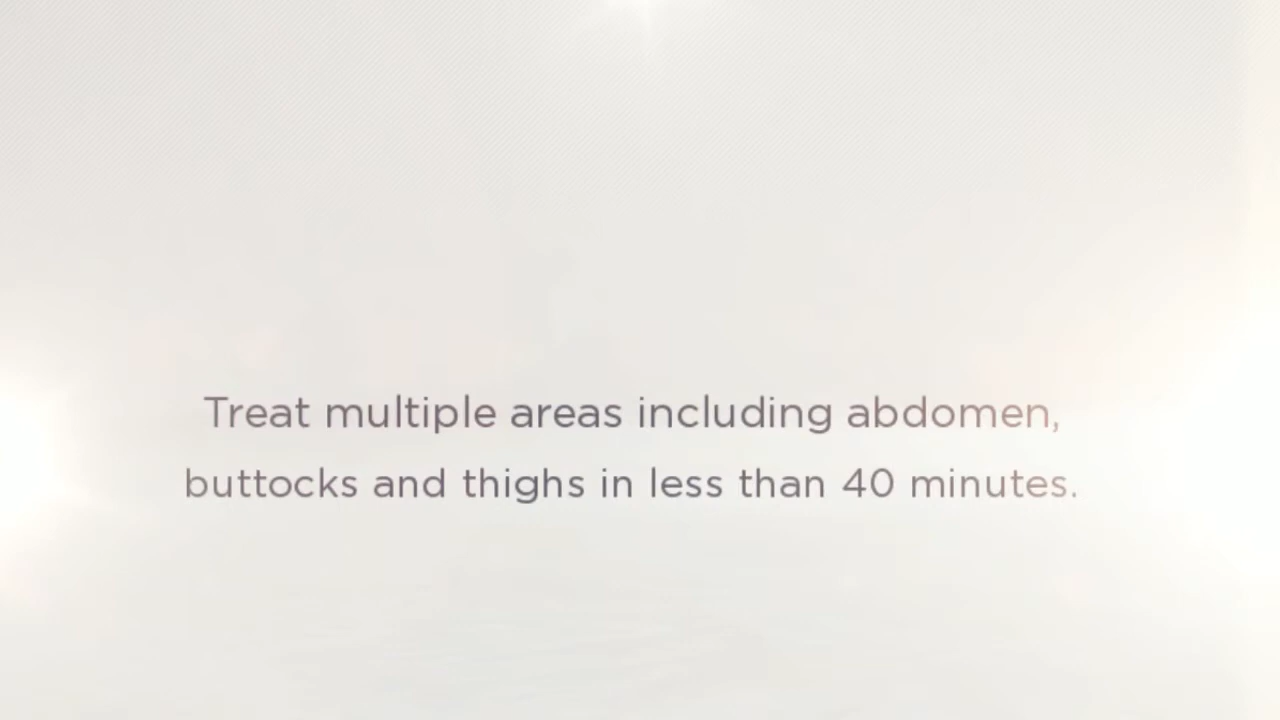 Treat multiple areas including abdomen,
buttocks and thighs in less than 40 minutes.